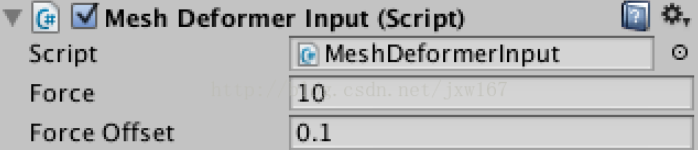 Mesh Deformer Input (Script)
Script MeshDeformerInput
Force 10
Force Offset 0.1